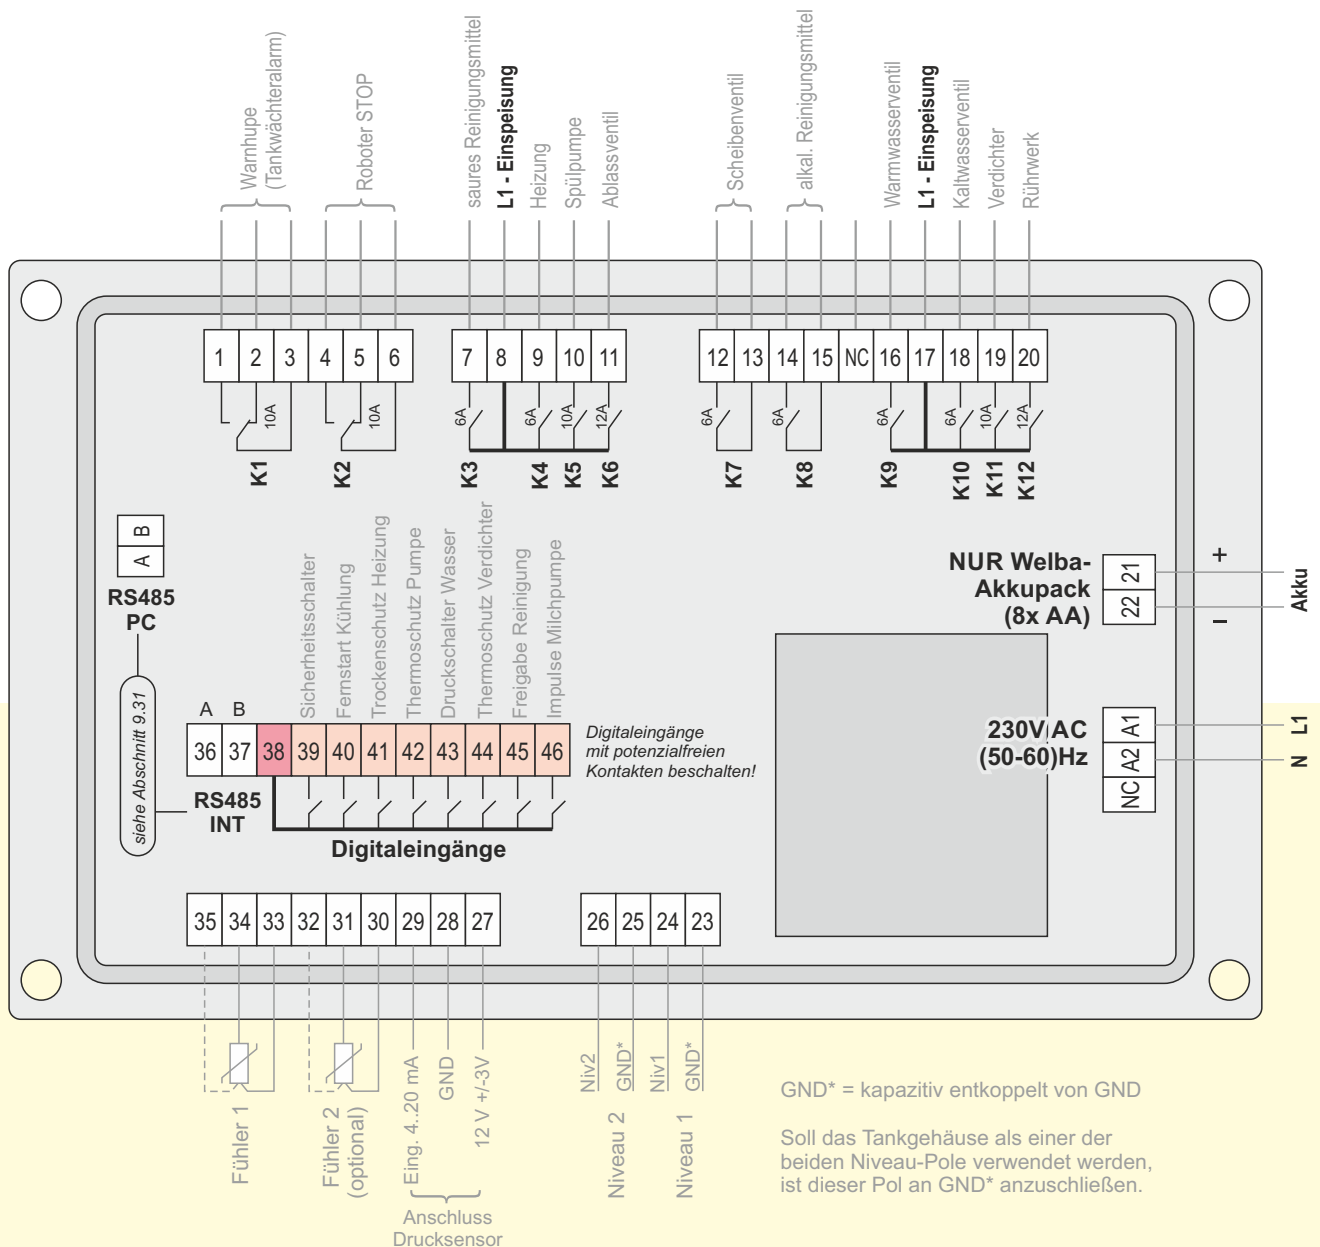 Warnhupe
(Tankwächteralarm)
Roboter STOP
saures Reinigungsmittel
L1 - Einspeisung
Heizung
Spülpumpe
Ablassventil
Scheibenventil
alkal. Reinigungsmittel
Warmwasserventil
L1 - Einspeisung
Kaltwasserventil
Verdichter
Rührwerk
1 2 3 4 5 6
7 8 9 10 11
12 13 14 15 NC 16 17 18 19 20
10A 10A 6A 6A 10A 12A 6A 6A 6A 6A 10A 12A
K1 K2 K3 K4 K5 K6 K7 K8 K9 K10 K11 K12
B
A
RS485
PC
siehe Abschnitt 9.31
Sicherheitsschalter
Fernstart Kühlung
Trockenschutz Heizung
Thermoschutz Pumpe
Druckschalter Wasser
Thermoschutz Verdichter
Freigabe Reinigung
Impulse Milchpumpe
A B
36 37 38 39 40 41 42 43 44 45 46
RS485
INT
Digitaleingänge
Digitaleingänge
mit potenzialfreien
Kontakten beschalten!
NUR Welba-
Akkupack
(8x AA)
21
22
+
–
Akku
230V AC
(50-60)Hz
A1
A2
NC
L1
N
35 34 33 32 31 30 29 28 27
26 25 24 23
Fühler 1
Fühler 2
(optional)
Eing. 4..20 mA
GND
12 V +/-3V
Anschluss
Drucksensor
Niv2
GND*
Niv1
GND*
Niveau 2
Niveau 1
GND* = kapazitiv entkoppelt von GND
Soll das Tankgehäuse als einer der
beiden Niveau-Pole verwendet werden,
ist dieser Pol an GND* anzuschließen.